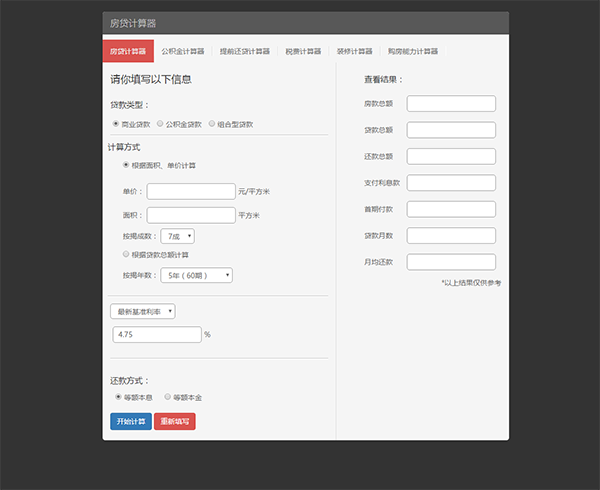 房贷计算器
房贷计算器 公积金计算器 提前还贷计算器 税费计算器 装修计算器 购房能力计算器
请你填写以下信息
贷款类型：
商业贷款 公积金贷款 组合型贷款
计算方式
根据面积、单价计算
单价： 元/平方米
面积： 平方米
按揭成数： 7成
根据贷款总额计算
按揭年数： 5年（60期）
最新基准利率
4.75 %
还款方式：
等额本息 等额本金
开始计算 重新填写
查看结果：
房款总额
贷款总额
还款总额
支付利息款
首期付款
贷款月数
月均还款
*以上结果仅供参考